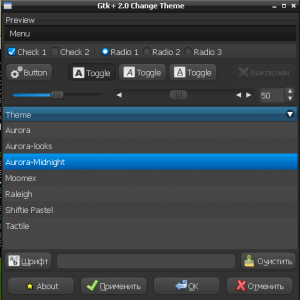 Gtk+ 2.0 Change Theme
Preview
Menu
Check 1 Check 2 Radio 1 Radio 2 Radio 3
Button A Toggle A Toggle A Toggle Выключен
50
Theme
Aurora
Aurora-looks
Aurora-Midnight
Moomex
Raleigh
Shiftie Pastel
Tactile
Шрифт Очистить
About Применить OK Отменить